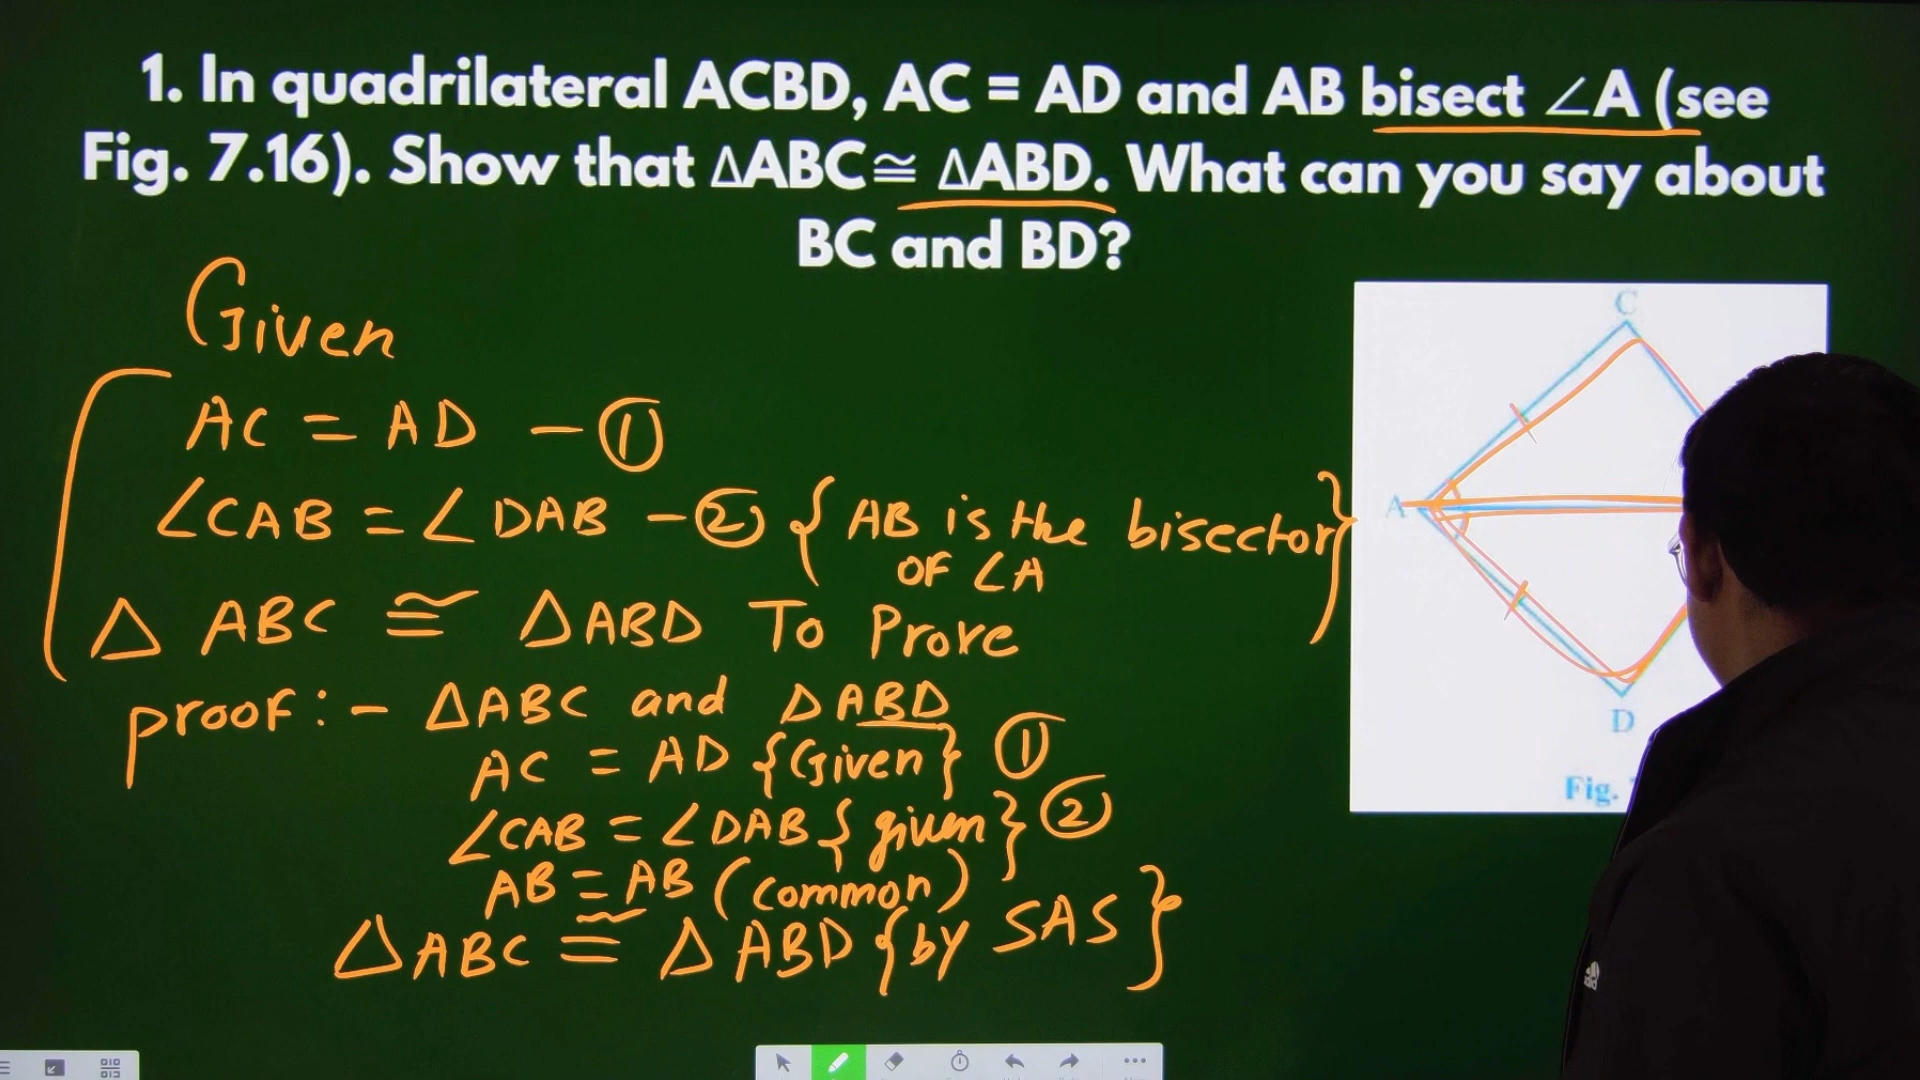 1. In quadrilateral ACBD, AC = AD and AB bisect ∠A (see
Fig. 7.16). Show that ΔABC ≅ ΔABD. What can you say about
BC and BD?
Given
AC = AD - ①
∠CAB = ∠DAB - ② { AB is the bisector }
OF ∠A
Δ ABC ≅ ΔABD To Prove
proof :- ΔABC and ΔABD
AC = AD {Given} ①
∠CAB = ∠DAB {given} ②
AB = AB (common)
ΔABC ≅ ΔABD {by SAS}
C
A
D
Fig.